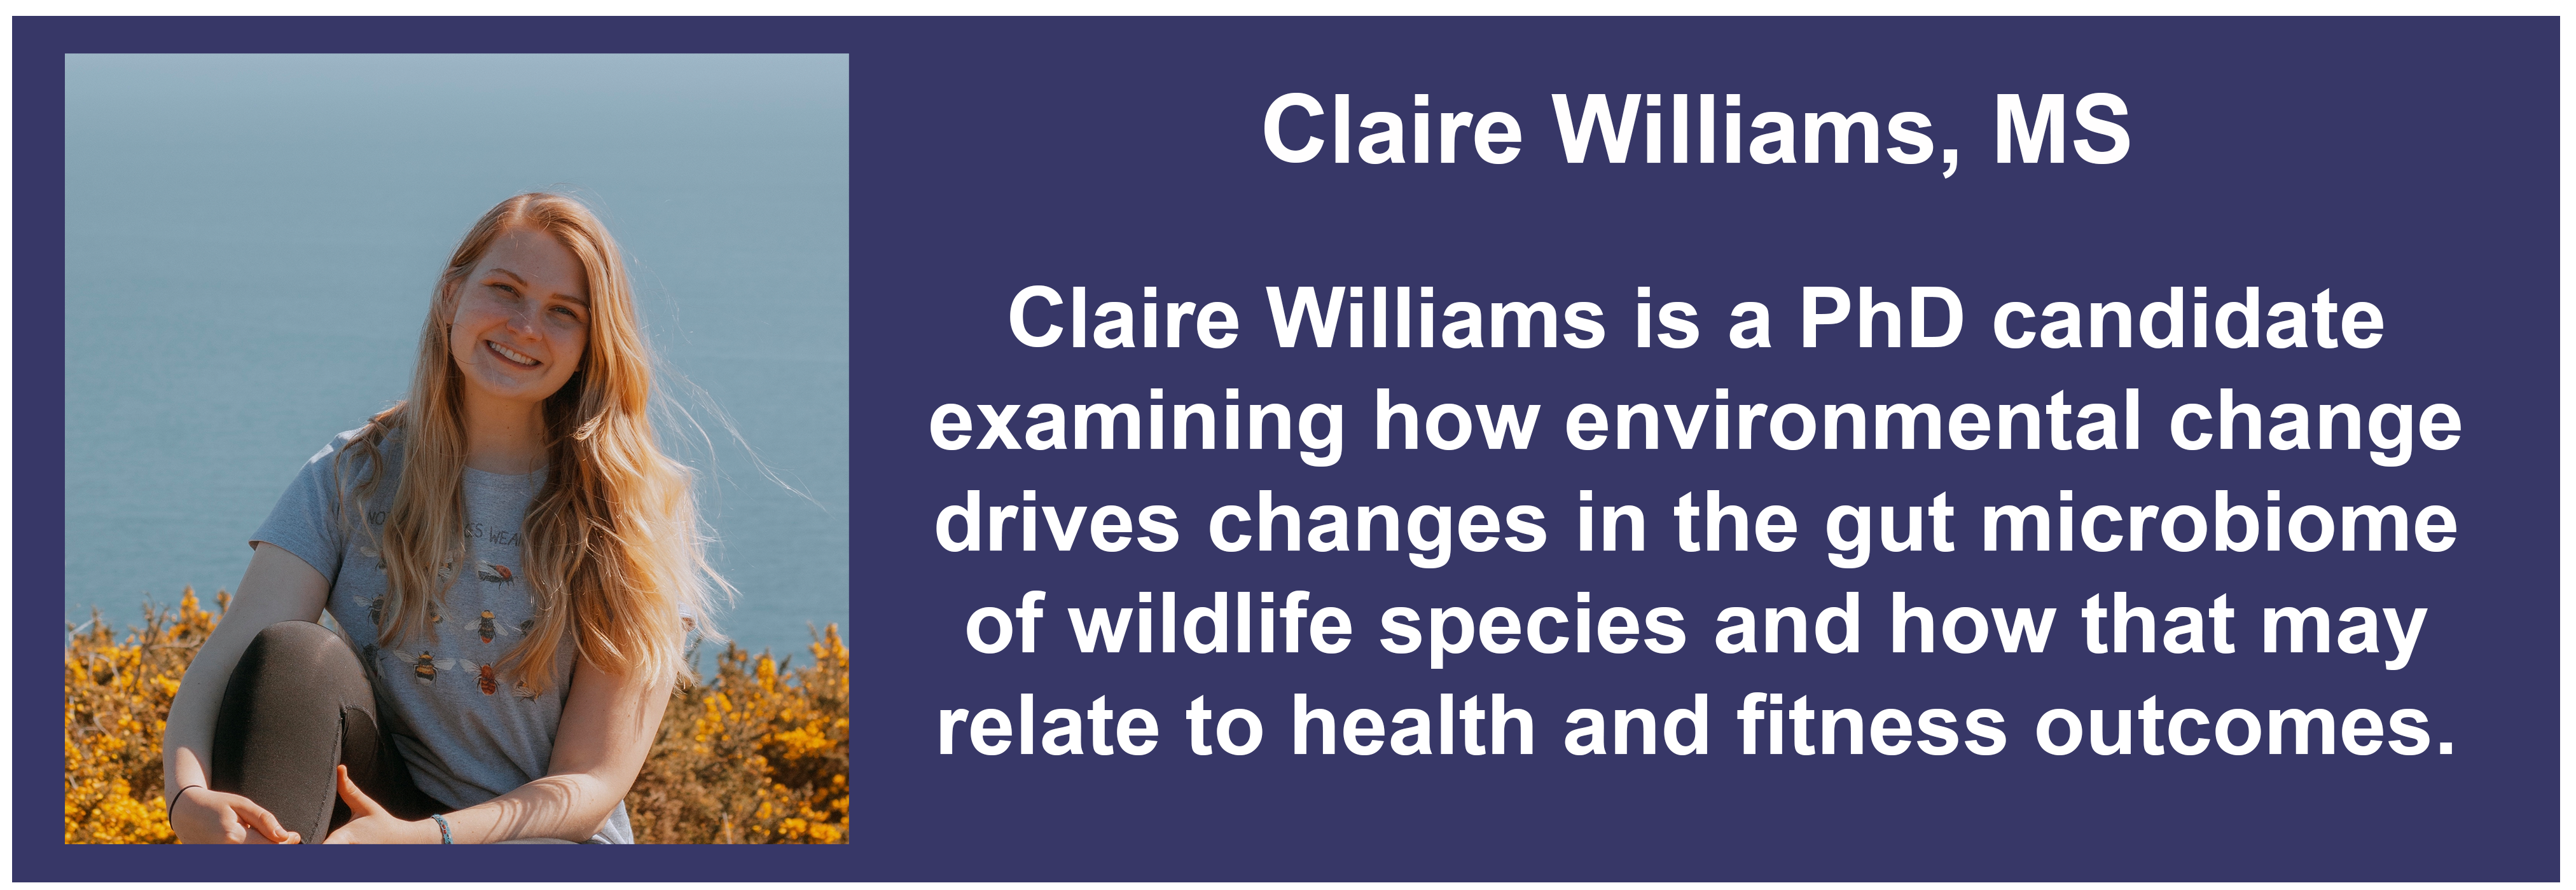 Claire Williams, MS
Claire Williams is a PhD candidate
examining how environmental change
drives changes in the gut microbiome
of wildlife species and how that may
relate to health and fitness outcomes.